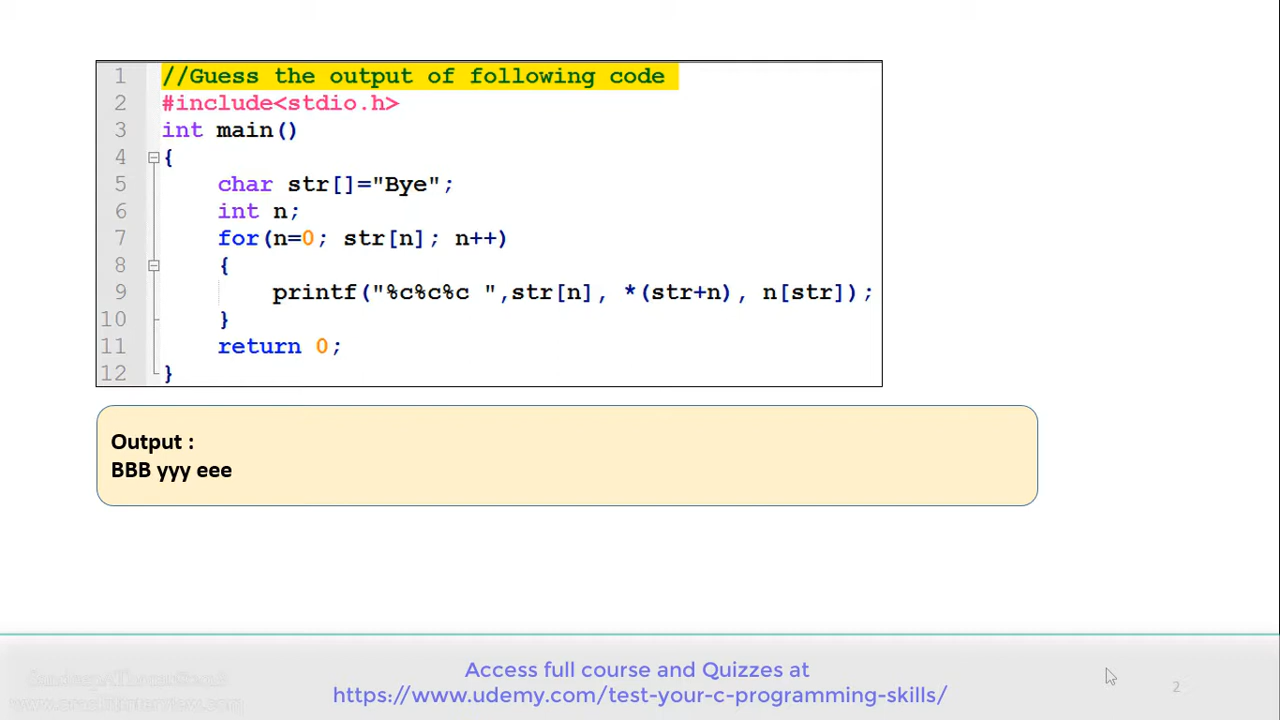 1 //Guess the output of following code
2 #include<stdio.h>
3 int main()
4 {
5 char str[]="Bye";
6 int n;
7 for(n=0; str[n]; n++)
8 {
9 printf("%c%c%c ",str[n], *(str+n), n[str]);
10 }
11 return 0;
12 }
Output :
BBB yyy eee
Access full course and Quizzes at
https://www.udemy.com/test-your-c-programming-skills/
2